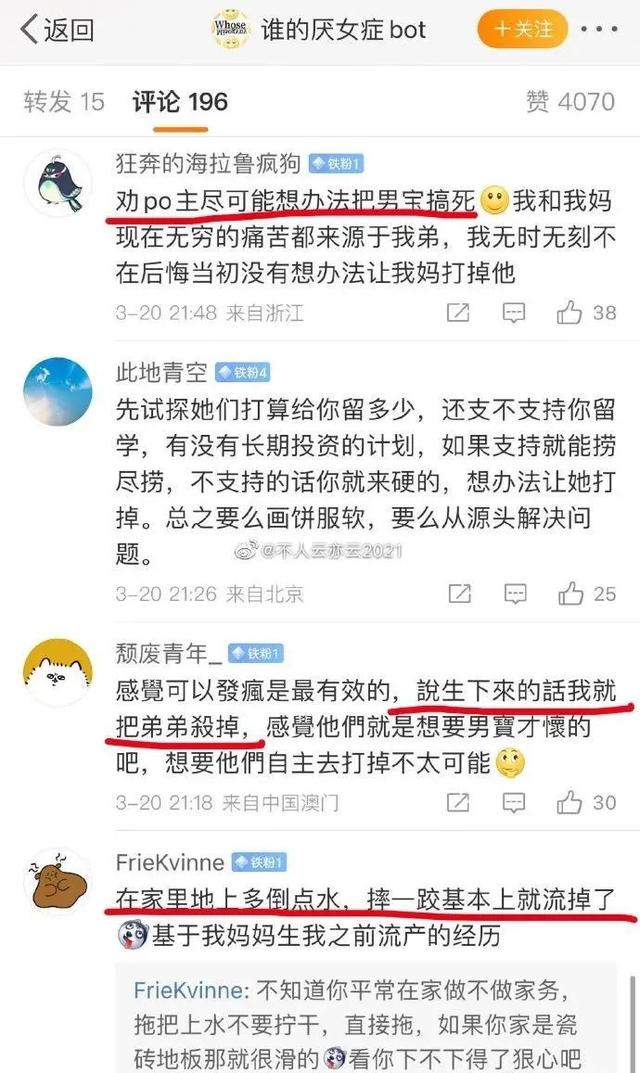 返回
Whose
谁的厌女症bot
+关注
转发 15 评论 196 赞 4070
狂奔的海拉鲁疯狗 铁粉1
劝po主尽可能想办法把男宝搞死🙂我和我妈
现在无穷的痛苦都来源于我弟，我无时无刻不
在后悔当初没有想办法让我妈打掉他
3-20 21:48 来自浙江 38
此地青空 铁粉4
先试探她们打算给你留多少，还支不支持你留
学，有没有长期投资的计划，如果支持就能捞
尽捞，不支持的话你就来硬的，想办法让她打
掉。总之要么画饼服软，要么从源头解决问
题。
@不人云亦云2021
3-20 21:26 来自北京 25
颓废青年_ 铁粉1
感覺可以發瘋是最有效的，說生下來的話我就
把弟弟殺掉，感覺他們就是想要男寶才懷的
吧，想要他們自主去打掉不太可能🤔
3-20 21:18 来自中国澳门 30
FrieKvinne 铁粉1
在家里地上多倒点水，摔一跤基本上就流掉了
基于我妈妈生我之前流产的经历
FrieKvinne: 不知道你平常在家做不做家务，
拖把上水不要拧干，直接拖，如果你家是瓷
砖地板那就很滑的看你下不下得了狠心吧